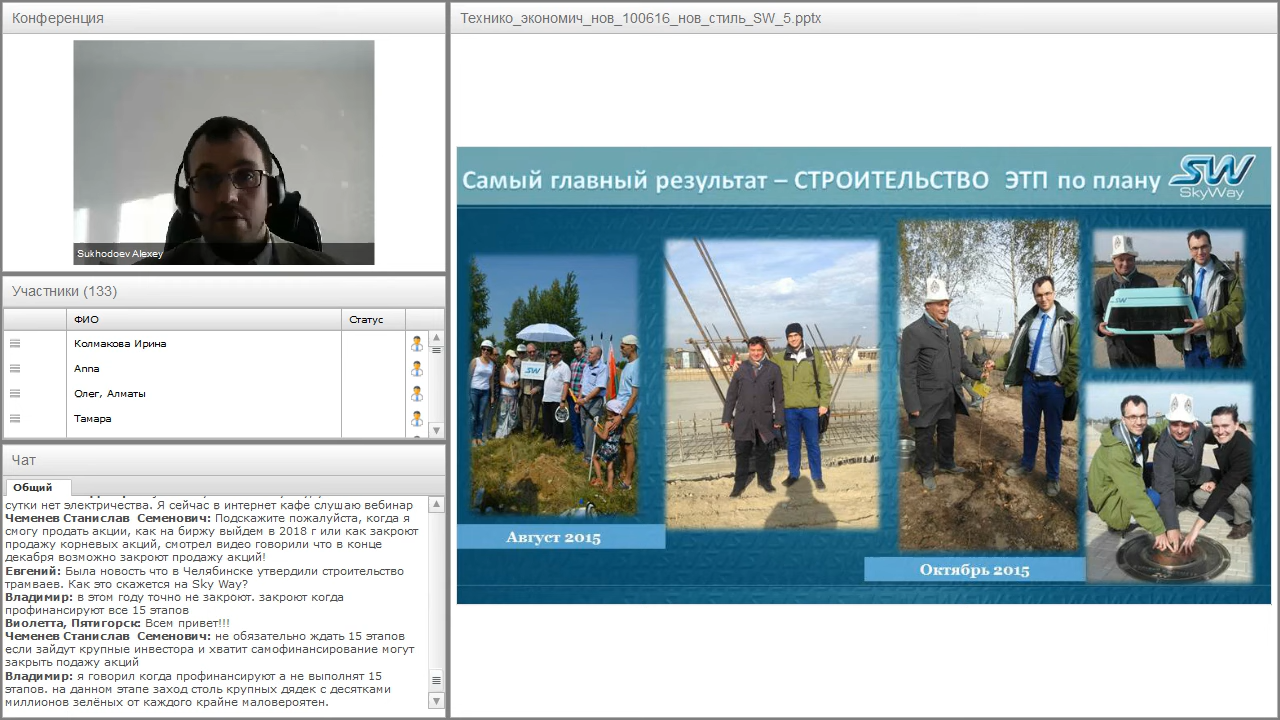 Конференция
Sukhodoev Alexey
Участники (133)
ФИО
Статус
Колмакова Ирина
Anna
Олег, Алматы
Тамара
Чат
Общий
сутки нет электричества. Я сейчас в интернет кафе слушаю вебинар
Чеменев Станислав Семенович: Подскажите пожалуйста, когда я
смогу продать акции, как на биржу выйдем в 2018 г или как закроют
продажу корневых акций, смотрел видео говорили что в конце
декабря возможно закроют продажу акций!
Евгений: Была новость что в Челябинске утвердили строительство
трамваев. Как это скажется на Sky Way?
Владимир: в этом году точно не закроют. закроют когда
профинансируют все 15 этапов
Виолетта, Пятигорск: Всем привет!!!
Чеменев Станислав Семенович: не обязательно ждать 15 этапов
если зайдут крупные инвестора и хватит самофинансирование могут
закрыть подажу акций
Владимир: я говорил когда профинансируют а не выполнят 15
этапов. на данном этапе заход столь крупных дядек с десятками
миллионов зелёных от каждого крайне маловероятен.
Технико_экономич_нов_100616_нов_стиль_SW_5.pptx
Самый главный результат – СТРОИТЕЛЬСТВО ЭТП по плану
SW
SkyWay
SW
SW
Август 2015
Октябрь 2015